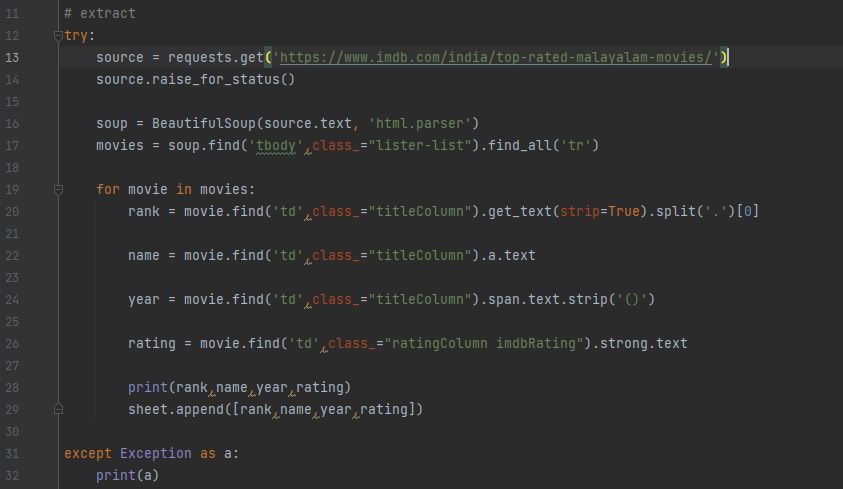 11 # extract
12 try:
13     source = requests.get('https://www.imdb.com/india/top-rated-malayalam-movies/')
14     source.raise_for_status()
15
16     soup = BeautifulSoup(source.text, 'html.parser')
17     movies = soup.find('tbody',class_="lister-list").find_all('tr')
18
19     for movie in movies:
20         rank = movie.find('td',class_="titleColumn").get_text(strip=True).split('.')[0]
21
22         name = movie.find('td',class_="titleColumn").a.text
23
24         year = movie.find('td',class_="titleColumn").span.text.strip('()')
25
26         rating = movie.find('td',class_="ratingColumn imdbRating").strong.text
27
28         print(rank,name,year,rating)
29         sheet.append([rank,name,year,rating])
30
31 except Exception as a:
32     print(a)